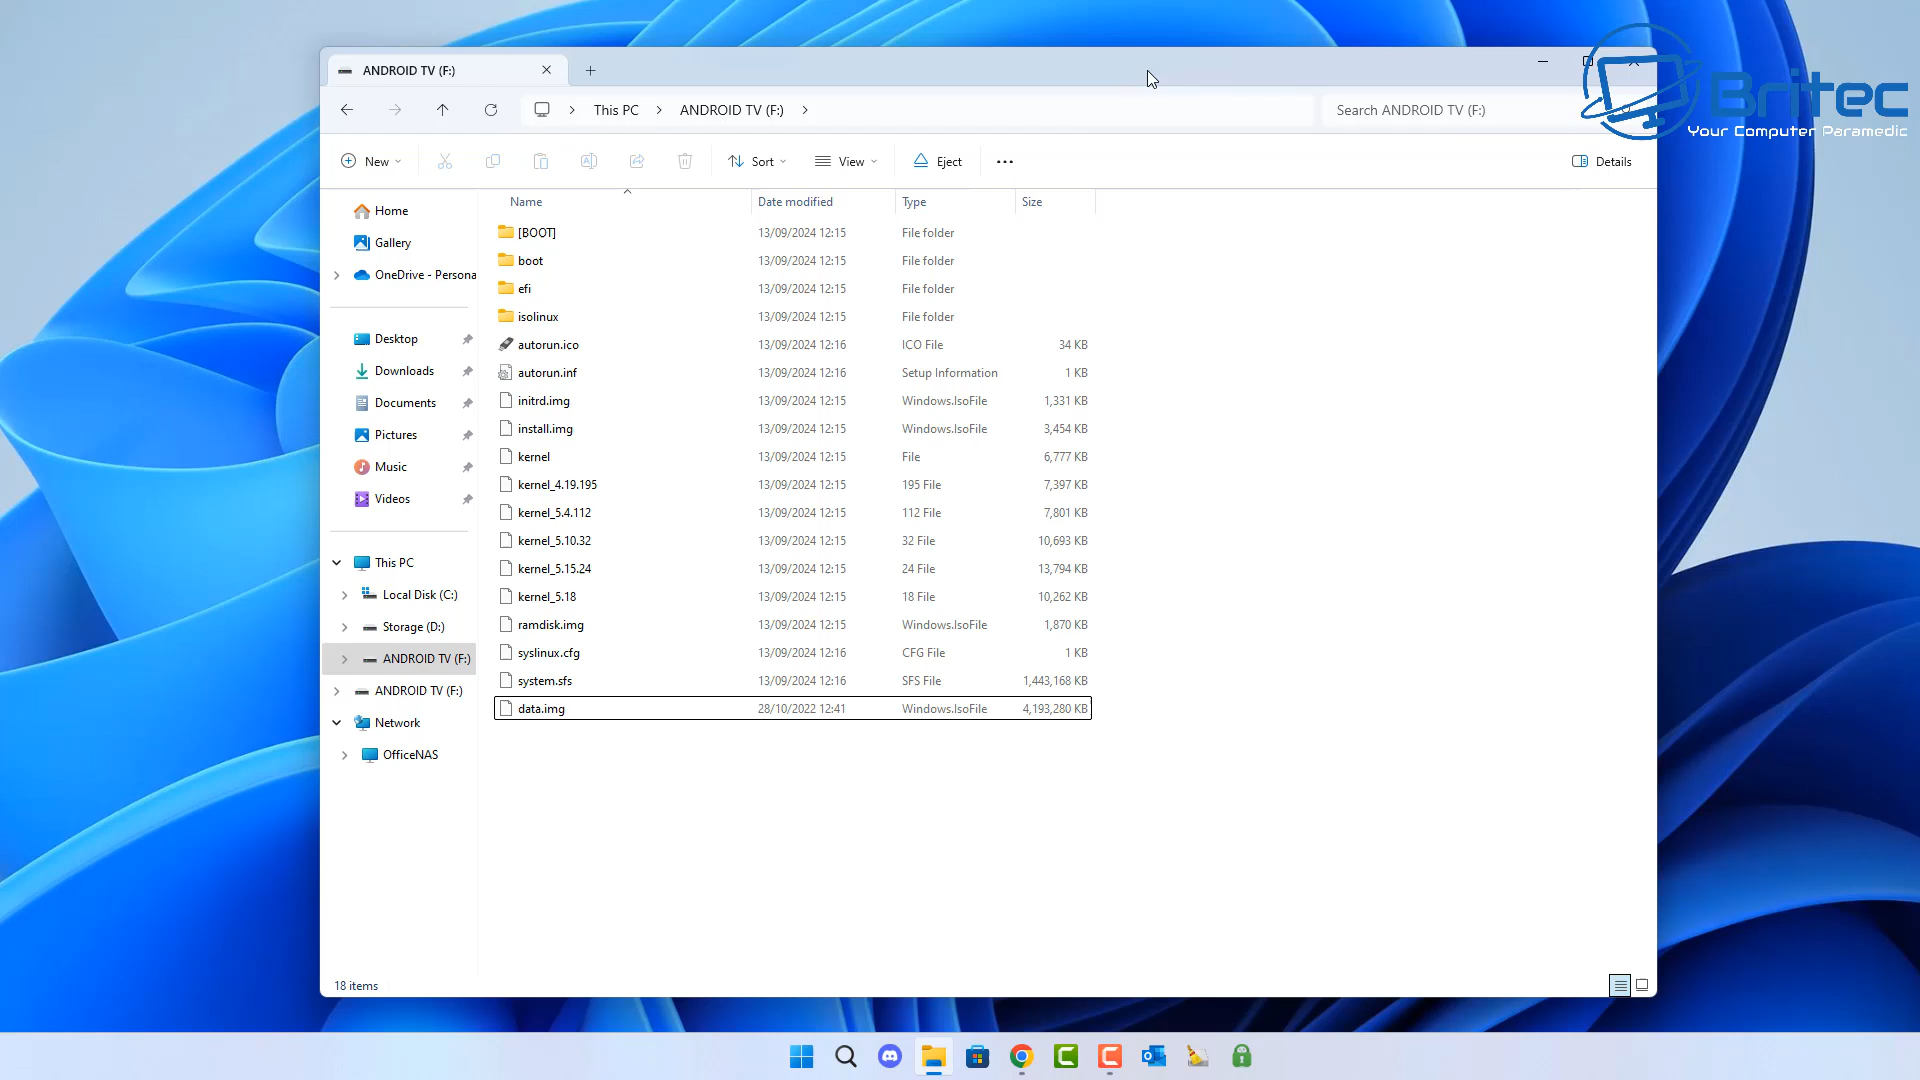 ANDROID TV (F:)
This PC
ANDROID TV (F:)
Search ANDROID TV (F:)
Britec
Your Computer Paramedic
New
Sort
View
Eject
Details
Name
Date modified
Type
Size
Home
Gallery
OneDrive - Persona
Desktop
Downloads
Documents
Pictures
Music
Videos
This PC
Local Disk (C:)
Storage (D:)
ANDROID TV (F:)
ANDROID TV (F:)
Network
OfficeNAS
[BOOT] 13/09/2024 12:15 File folder
boot 13/09/2024 12:15 File folder
efi 13/09/2024 12:15 File folder
isolinux 13/09/2024 12:15 File folder
autorun.ico 13/09/2024 12:16 ICO File 34 KB
autorun.inf 13/09/2024 12:16 Setup Information 1 KB
initrd.img 13/09/2024 12:15 Windows.IsoFile 1,331 KB
install.img 13/09/2024 12:15 Windows.IsoFile 3,454 KB
kernel 13/09/2024 12:15 File 6,777 KB
kernel_4.19.195 13/09/2024 12:15 195 File 7,397 KB
kernel_5.4.112 13/09/2024 12:15 112 File 7,801 KB
kernel_5.10.32 13/09/2024 12:15 32 File 10,693 KB
kernel_5.15.24 13/09/2024 12:15 24 File 13,794 KB
kernel_5.18 13/09/2024 12:15 18 File 10,262 KB
ramdisk.img 13/09/2024 12:15 Windows.IsoFile 1,870 KB
syslinux.cfg 13/09/2024 12:16 CFG File 1 KB
system.sfs 13/09/2024 12:16 SFS File 1,443,168 KB
data.img 28/10/2022 12:41 Windows.IsoFile 4,193,280 KB
18 items